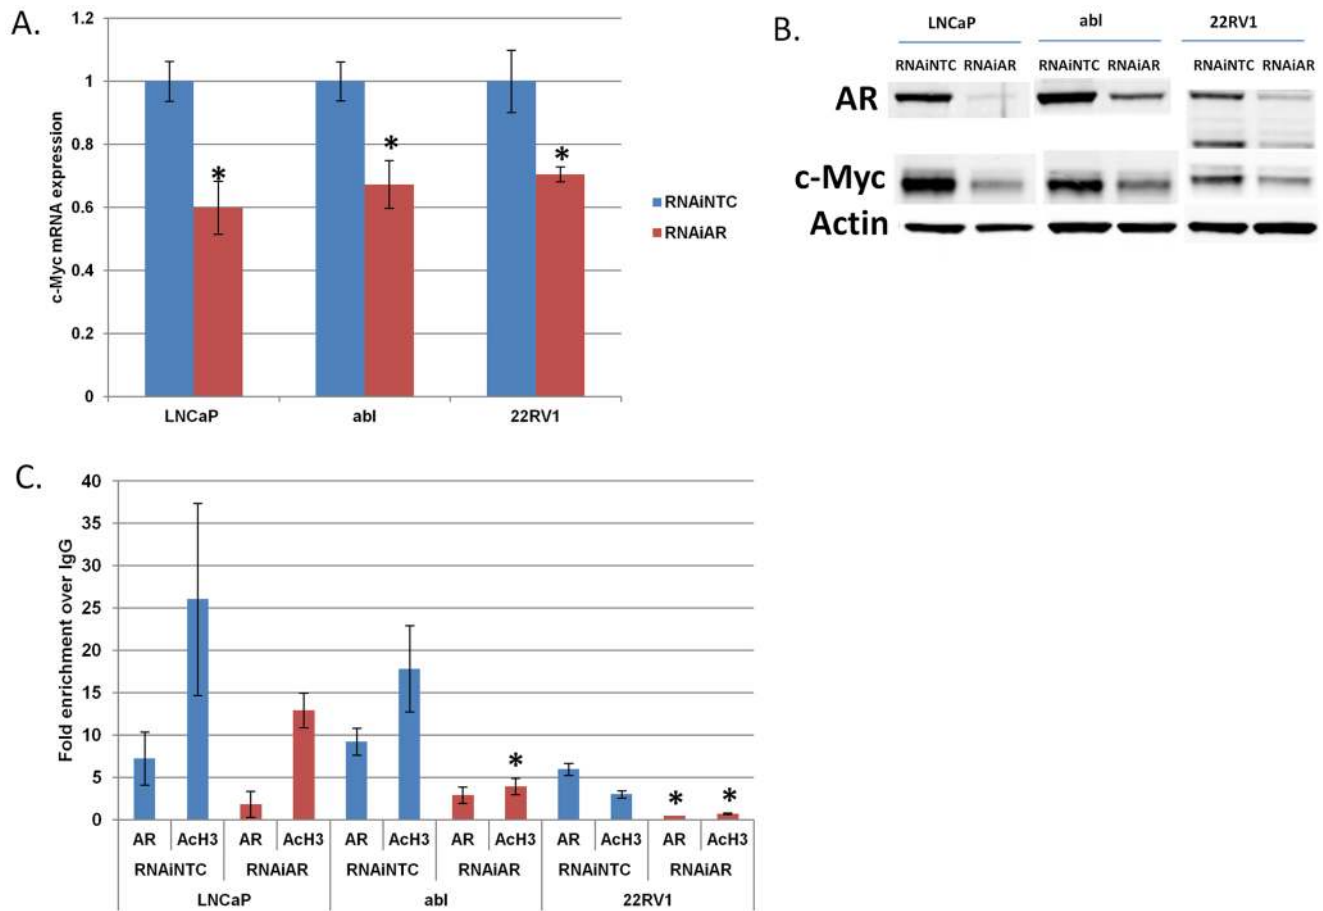 A.
c-Myc mRNA expression
1.2
1
0.8
0.6
0.4
0.2
0
*
*
*
LNCaP
abl
22RV1
RNAiNTC
RNAiAR
B.
LNCaP
abl
22RV1
RNAiNTC RNAiAR
RNAiNTC RNAiAR
RNAiNTC RNAiAR
AR
c-Myc
Actin
C.
Fold enrichment over IgG
40
35
30
25
20
15
10
5
0
*
*
*
AR AcH3 AR AcH3 AR AcH3 AR AcH3 AR AcH3 AR AcH3
RNAiNTC RNAiAR RNAiNTC RNAiAR RNAiNTC RNAiAR
LNCaP abl 22RV1